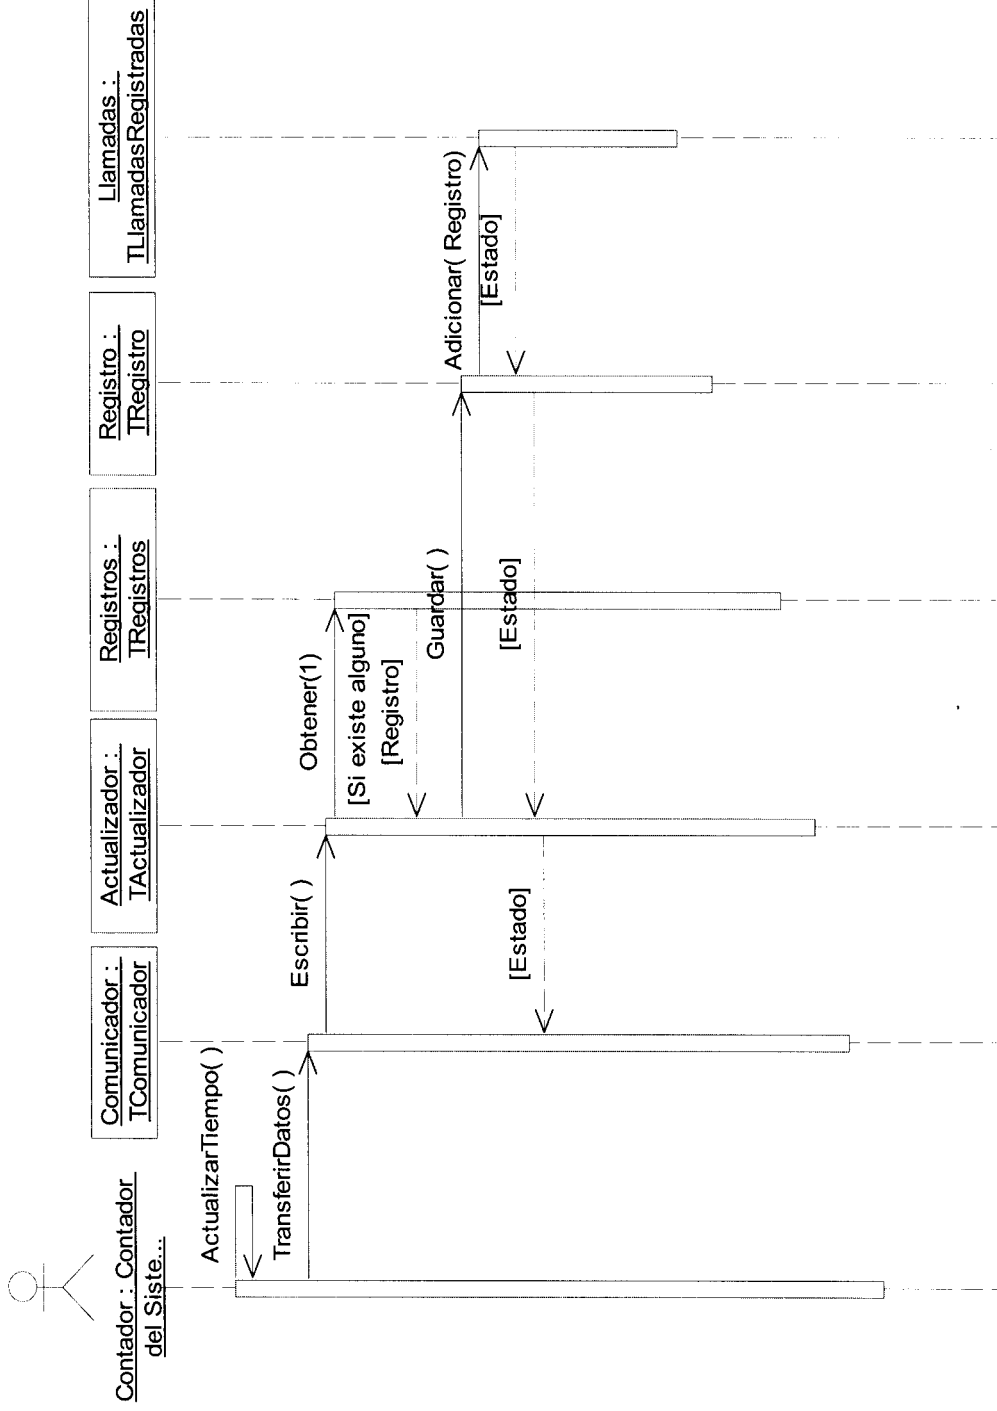 Contador : Contador
del Siste...
Comunicador :
TComunicador
Actualizador :
TActualizador
Registros :
TRegistros
Registro :
TRegistro
Llamadas :
TLlamadasRegistradas
ActualizarTiempo( )
TransferirDatos( )
Escribir( )
Obtener(1)
[Si existe alguno]
[Registro]
Guardar( )
Adicionar( Registro)
[Estado]
[Estado]
[Estado]